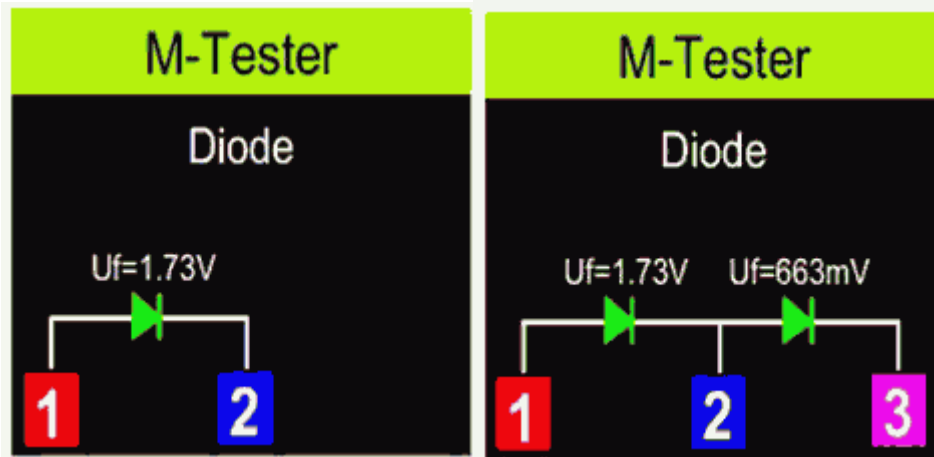 M-Tester
Diode
Uf=1.73V
1 2
M-Tester
Diode
Uf=1.73V Uf=663mV
1 2 3